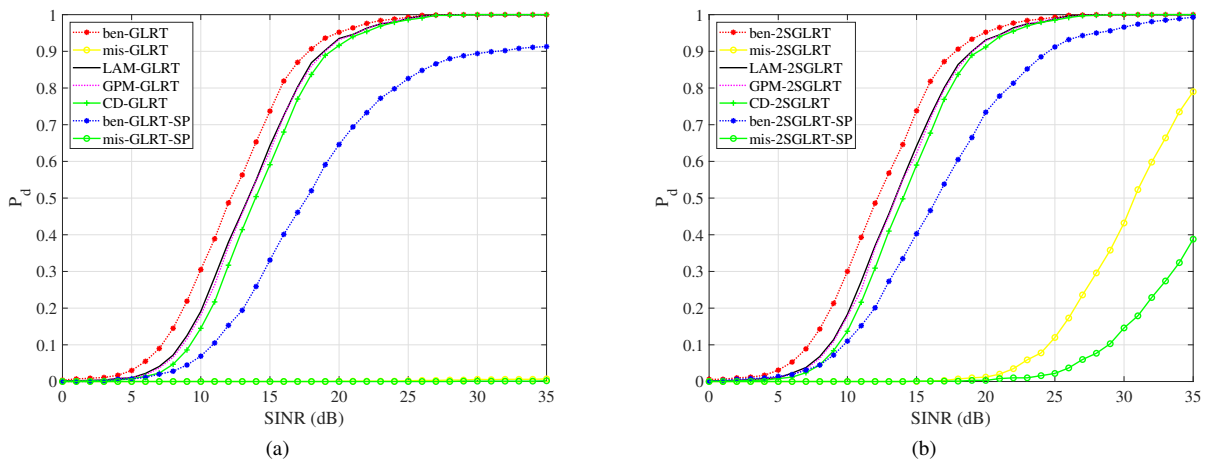 1
0.9
0.8
0.7
0.6
0.5
0.4
0.3
0.2
0.1
0
P_d
ben-GLRT
mis-GLRT
LAM-GLRT
GPM-GLRT
CD-GLRT
ben-GLRT-SP
mis-GLRT-SP
0 5 10 15 20 25 30 35
SINR (dB)
(a)
1
0.9
0.8
0.7
0.6
0.5
0.4
0.3
0.2
0.1
0
P_d
ben-2SGLRT
mis-2SGLRT
LAM-2SGLRT
GPM-2SGLRT
CD-2SGLRT
ben-2SGLRT-SP
mis-2SGLRT-SP
0 5 10 15 20 25 30 35
SINR (dB)
(b)